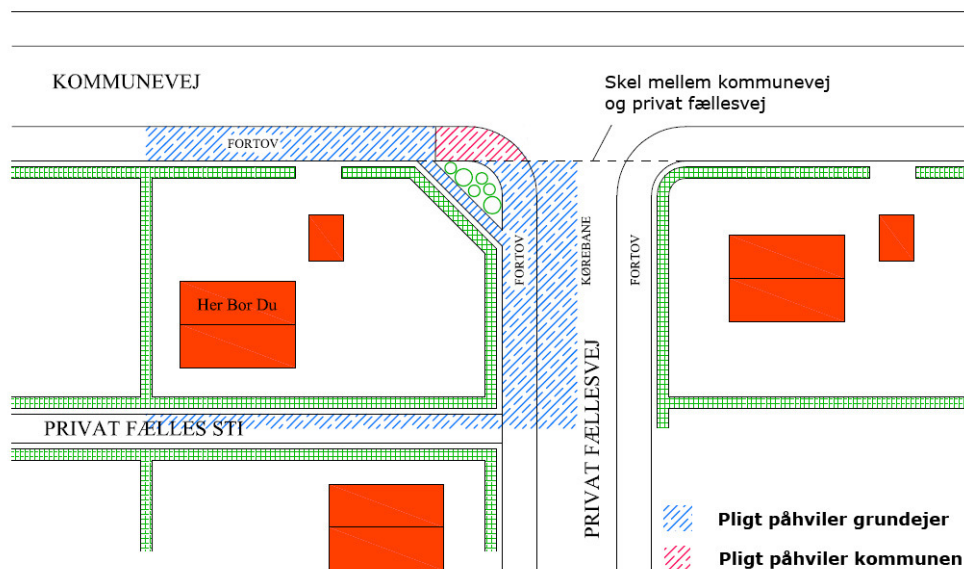 KOMMUNEVEJ
Skel mellem kommunevej
og privat fællesvej
FORTOV
FORTOV
KØREBANE
FORTOV
Her Bor Du
PRIVAT FÆLLESVEJ
PRIVAT FÆLLES STI
Pligt påhviler grundejer
Pligt påhviler kommunen